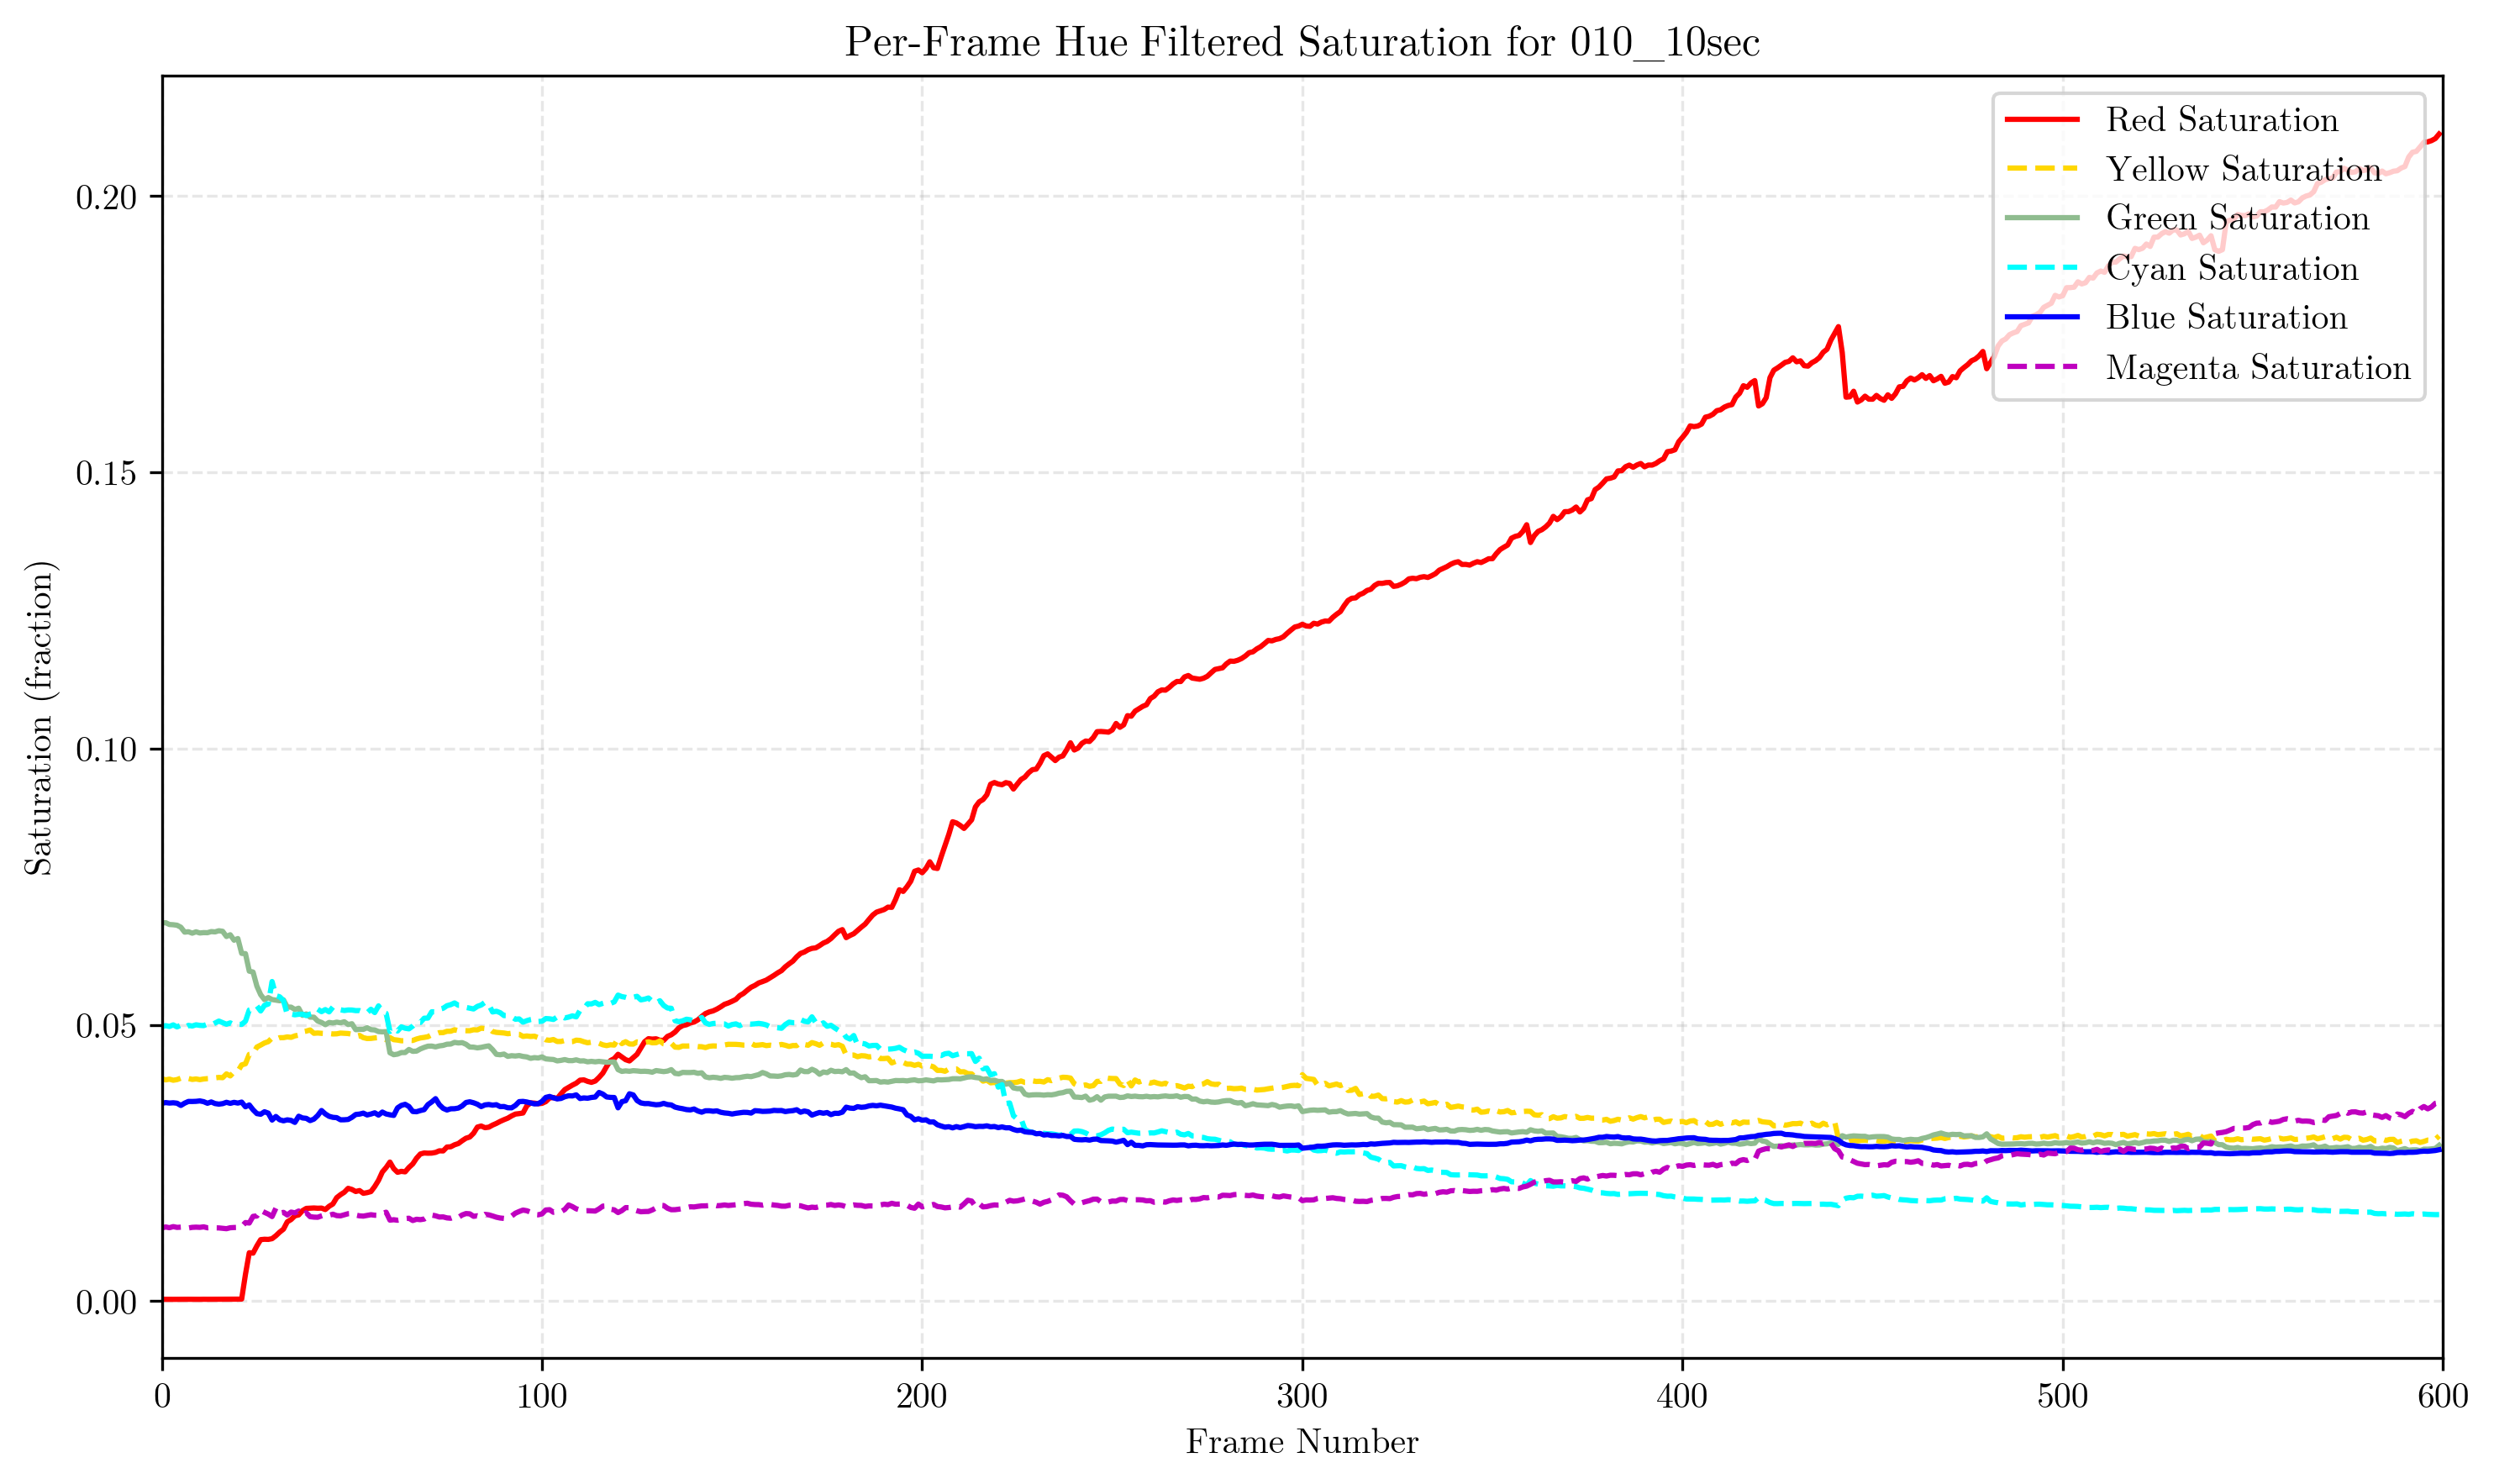 Per-Frame Hue Filtered Saturation for 010_10sec
Red Saturation
Yellow Saturation
Green Saturation
Cyan Saturation
Blue Saturation
Magenta Saturation
0.20
0.15
0.10
0.05
0.00
Saturation (fraction)
0 100 200 300 400 500 600
Frame Number